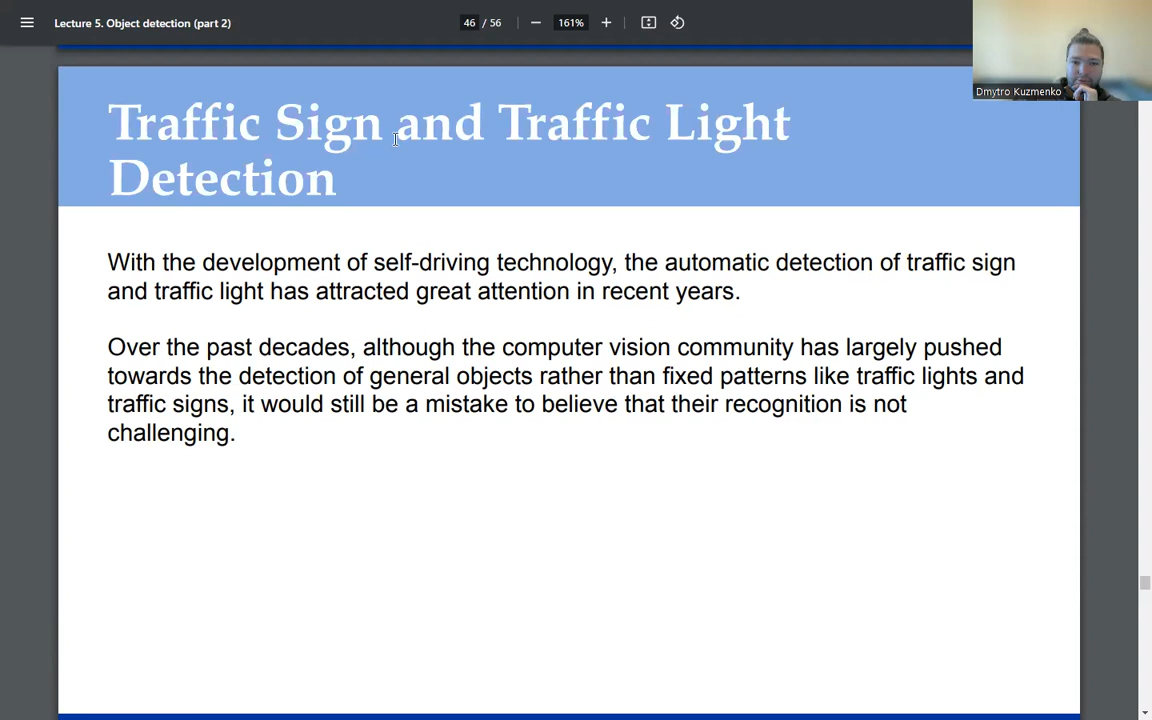 Lecture 5. Object detection (part 2)
46 / 56
161%
Dmytro Kuzmenko
Traffic Sign and Traffic Light
Detection
With the development of self-driving technology, the automatic detection of traffic sign
and traffic light has attracted great attention in recent years.
Over the past decades, although the computer vision community has largely pushed
towards the detection of general objects rather than fixed patterns like traffic lights and
traffic signs, it would still be a mistake to believe that their recognition is not
challenging.